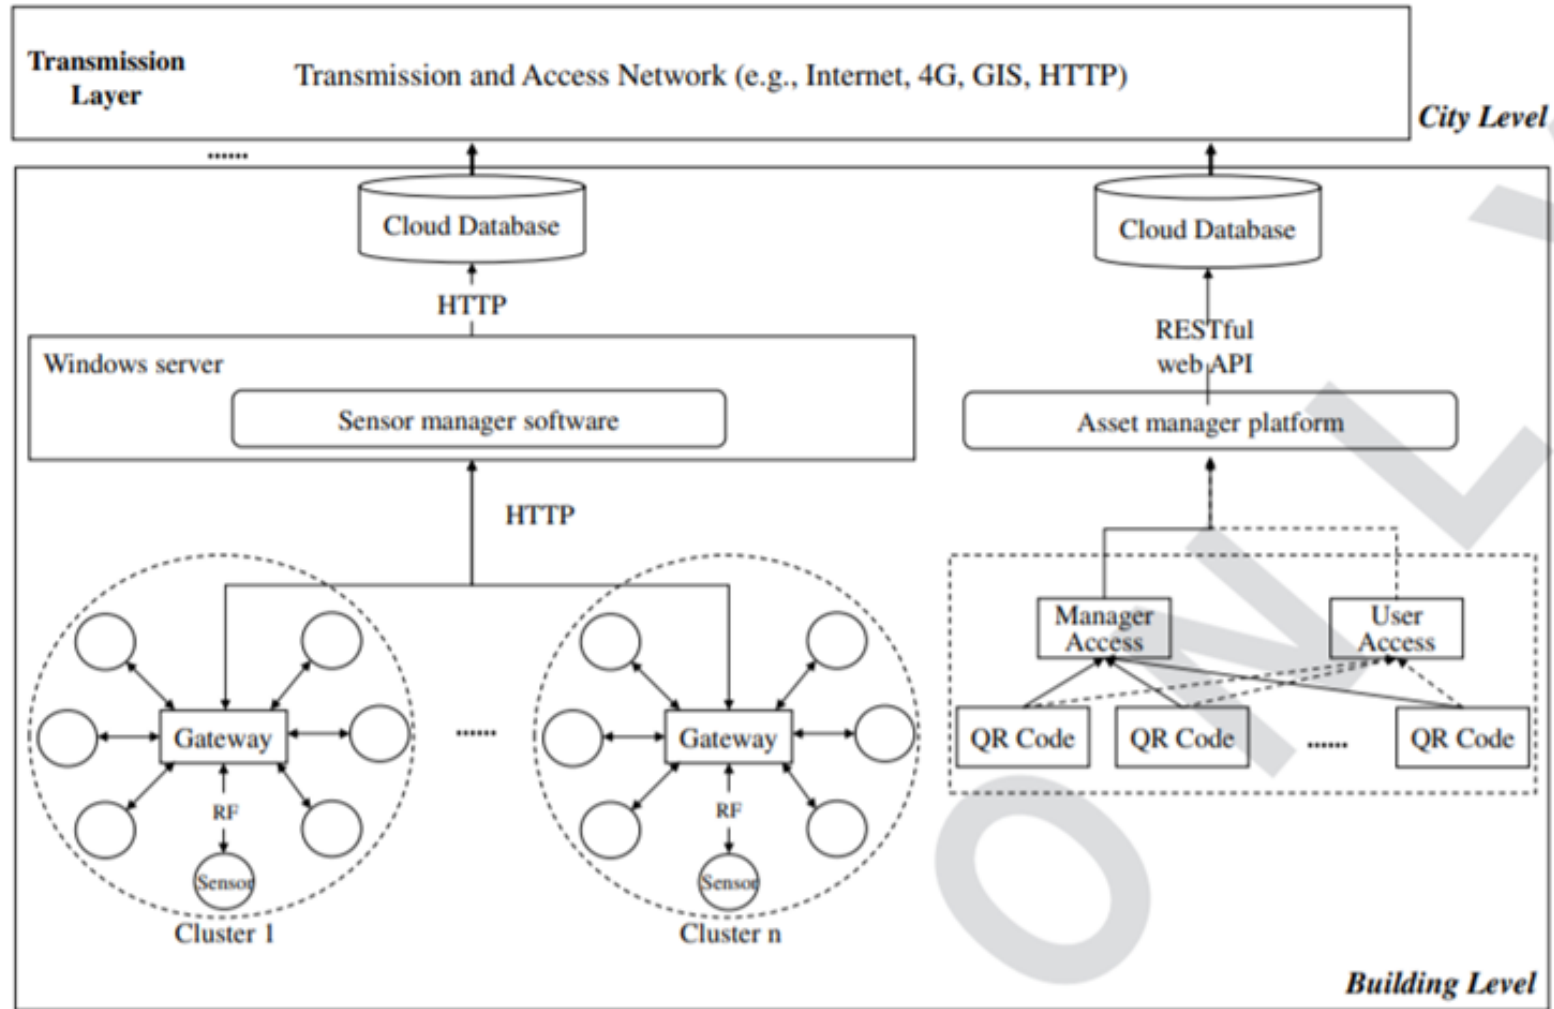 Transmission
Layer
Transmission and Access Network (e.g., Internet, 4G, GIS, HTTP)
City Level
......
Cloud Database
Cloud Database
HTTP
RESTful
web API
Windows server
Sensor manager software
Asset manager platform
HTTP
Manager
Access
User
Access
Gateway
......
Gateway
QR Code
QR Code
......
QR Code
RF
RF
Sensor
Sensor
Cluster 1
Cluster n
Building Level
ONLY